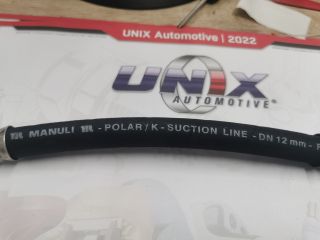 UNIX Automotive | 2022
UNIX
AUTOMOTIVE
MANULI - POLAR/K - SUCTION LINE - DN 12 mm -